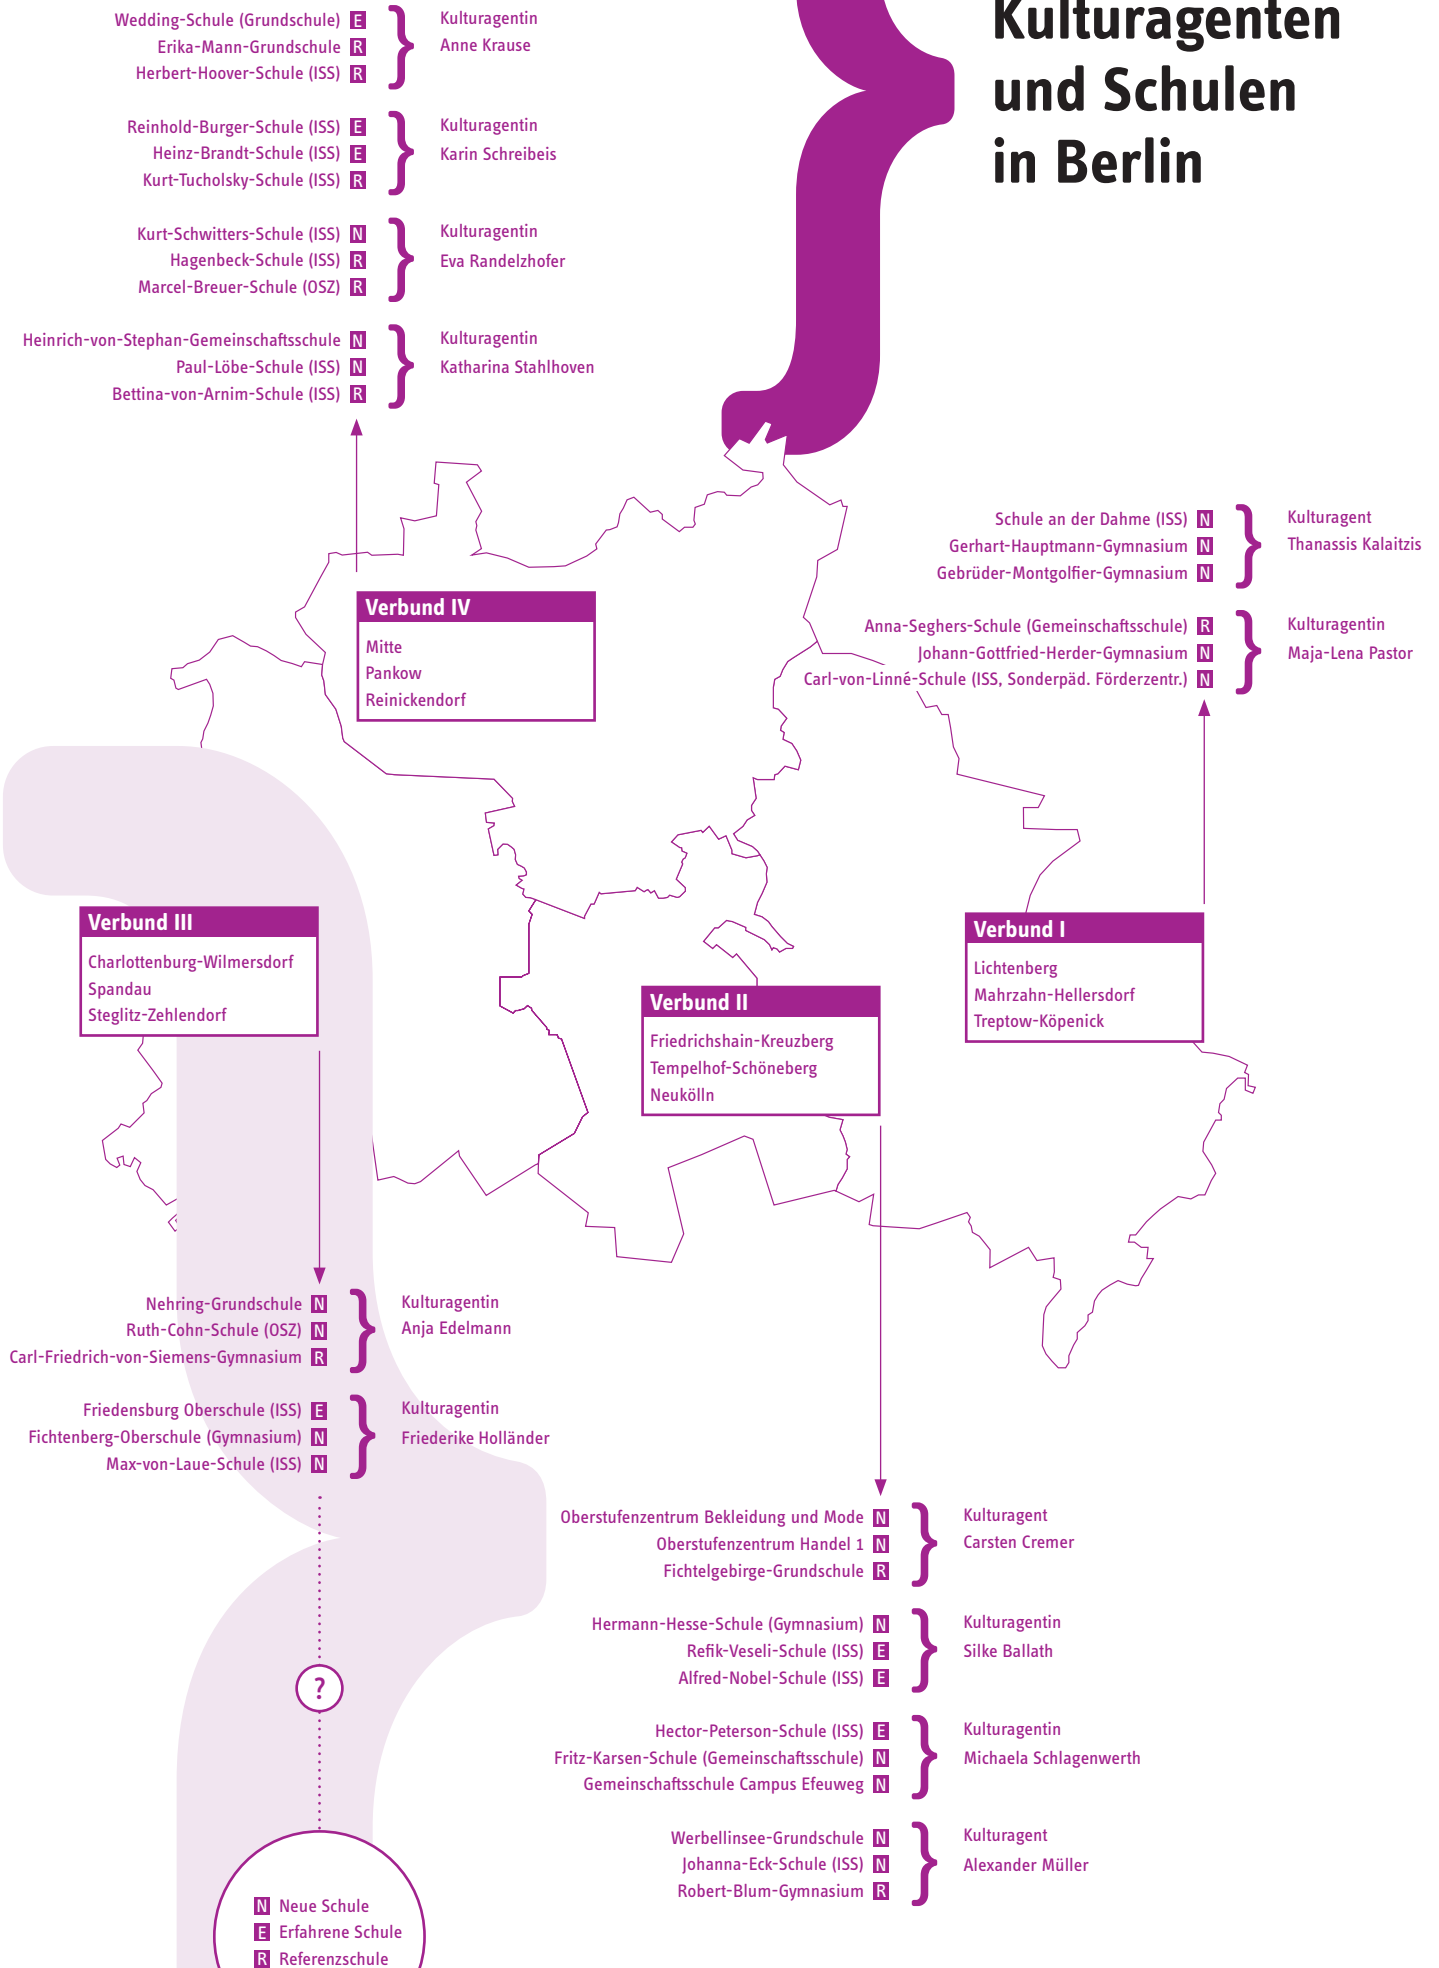 Kulturagenten
und Schulen
in Berlin
Wedding-Schule (Grundschule) E
Erika-Mann-Grundschule R
Herbert-Hoover-Schule (ISS) R
Kulturagentin
Anne Krause
Reinhold-Burger-Schule (ISS) E
Heinz-Brandt-Schule (ISS) E
Kurt-Tucholsky-Schule (ISS) R
Kulturagentin
Karin Schreibeis
Kurt-Schwitters-Schule (ISS) N
Hagenbeck-Schule (ISS) R
Marcel-Breuer-Schule (OSZ) R
Kulturagentin
Eva Randelzhofer
Heinrich-von-Stephan-Gemeinschaftsschule N
Paul-Löbe-Schule (ISS) N
Bettina-von-Arnim-Schule (ISS) R
Kulturagentin
Katharina Stahlhoven
Schule an der Dahme (ISS) N
Gerhart-Hauptmann-Gymnasium N
Gebrüder-Montgolfier-Gymnasium N
Kulturagent
Thanassis Kalaitzis
Anna-Seghers-Schule (Gemeinschaftsschule) R
Johann-Gottfried-Herder-Gymnasium N
Carl-von-Linné-Schule (ISS, Sonderpäd. Förderzentr.) N
Kulturagentin
Maja-Lena Pastor
Verbund IV
Mitte
Pankow
Reinickendorf
Verbund III
Charlottenburg-Wilmersdorf
Spandau
Steglitz-Zehlendorf
Verbund I
Lichtenberg
Mahrzahn-Hellersdorf
Treptow-Köpenick
Verbund II
Friedrichshain-Kreuzberg
Tempelhof-Schöneberg
Neukölln
Nehring-Grundschule N
Ruth-Cohn-Schule (OSZ) N
Carl-Friedrich-von-Siemens-Gymnasium R
Kulturagentin
Anja Edelmann
Friedensburg Oberschule (ISS) E
Fichtenberg-Oberschule (Gymnasium) N
Max-von-Laue-Schule (ISS) N
Kulturagentin
Friederike Holländer
Oberstufenzentrum Bekleidung und Mode N
Oberstufenzentrum Handel 1 N
Fichtelgebirge-Grundschule R
Kulturagent
Carsten Cremer
Hermann-Hesse-Schule (Gymnasium) N
Refik-Veseli-Schule (ISS) E
Alfred-Nobel-Schule (ISS) E
Kulturagentin
Silke Ballath
Hector-Peterson-Schule (ISS) E
Fritz-Karsen-Schule (Gemeinschaftsschule) N
Gemeinschaftsschule Campus Efeuweg N
Kulturagentin
Michaela Schlagenwerth
Werbellinsee-Grundschule N
Johanna-Eck-Schule (ISS) N
Robert-Blum-Gymnasium R
Kulturagent
Alexander Müller
?
N Neue Schule
E Erfahrene Schule
R Referenzschule